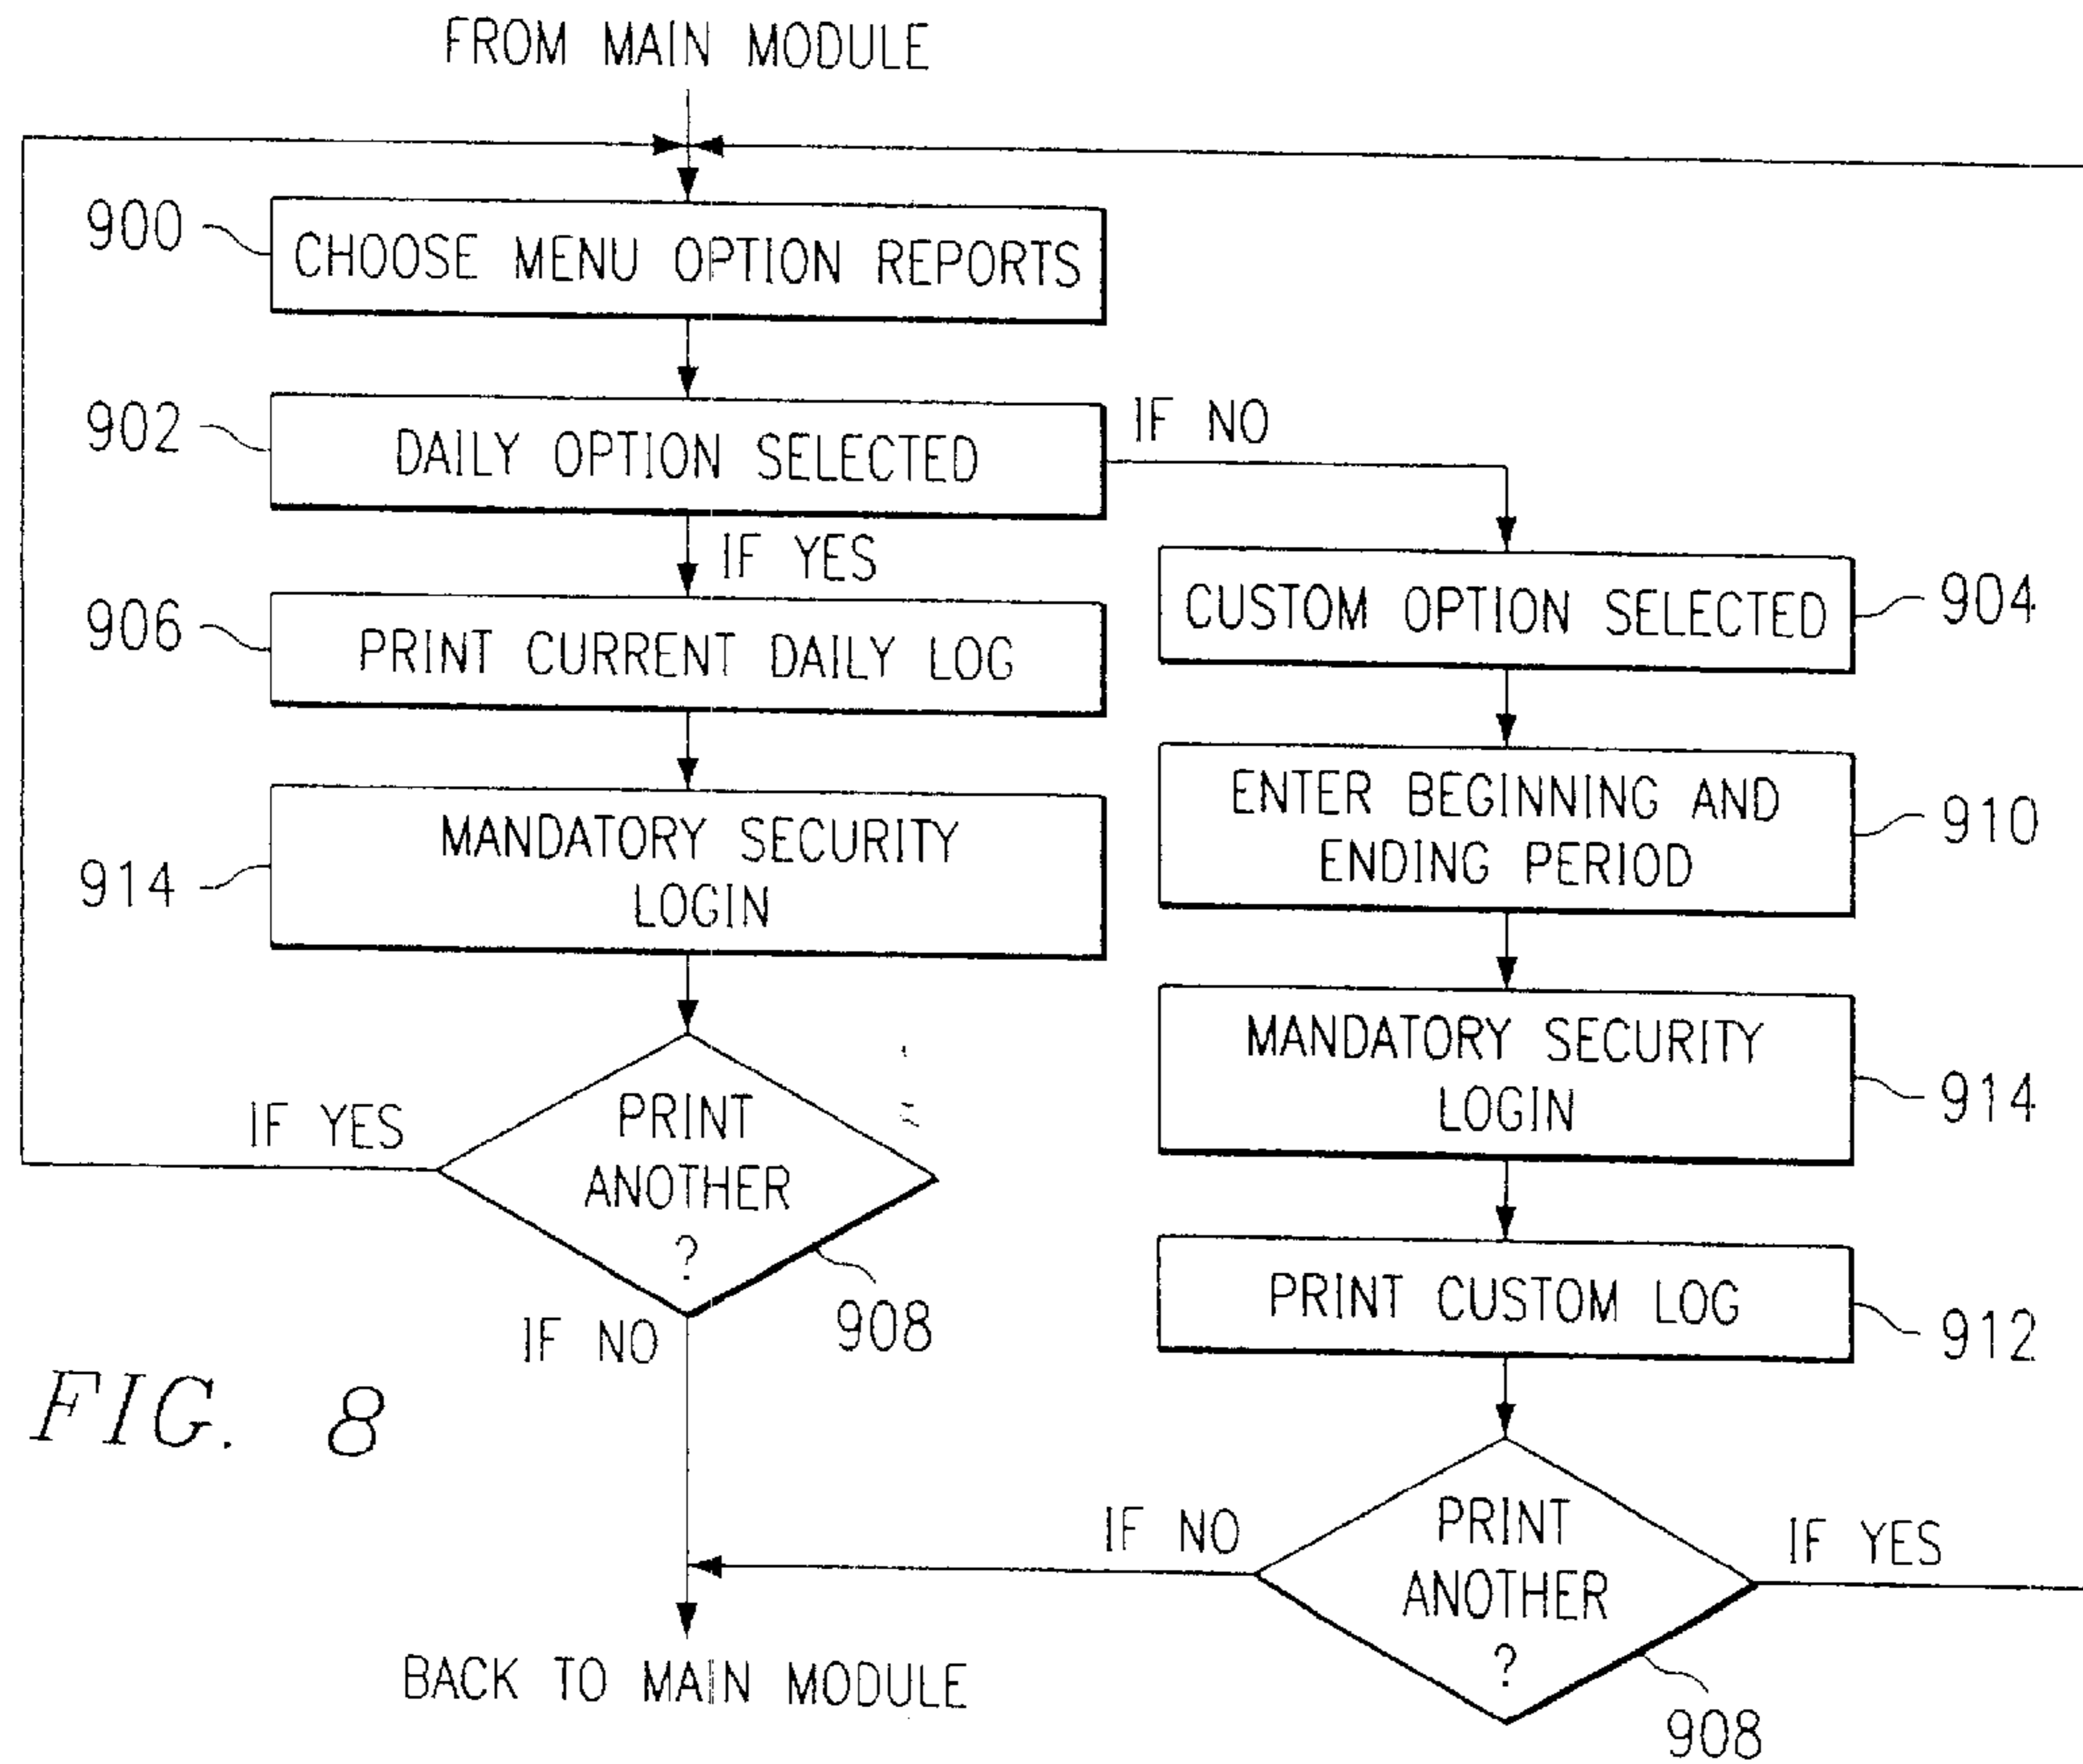 FROM MAIN MODULE
900
CHOOSE MENU OPTION REPORTS
902
DAILY OPTION SELECTED
IF NO
IF YES
906
PRINT CURRENT DAILY LOG
CUSTOM OPTION SELECTED
904
914
MANDATORY SECURITY
LOGIN
ENTER BEGINNING AND
ENDING PERIOD
910
MANDATORY SECURITY
LOGIN
914
IF YES
PRINT
ANOTHER
?
908
IF NO
PRINT CUSTOM LOG
912
FIG. 8
IF NO
PRINT
ANOTHER
?
IF YES
908
BACK TO MAIN MODULE